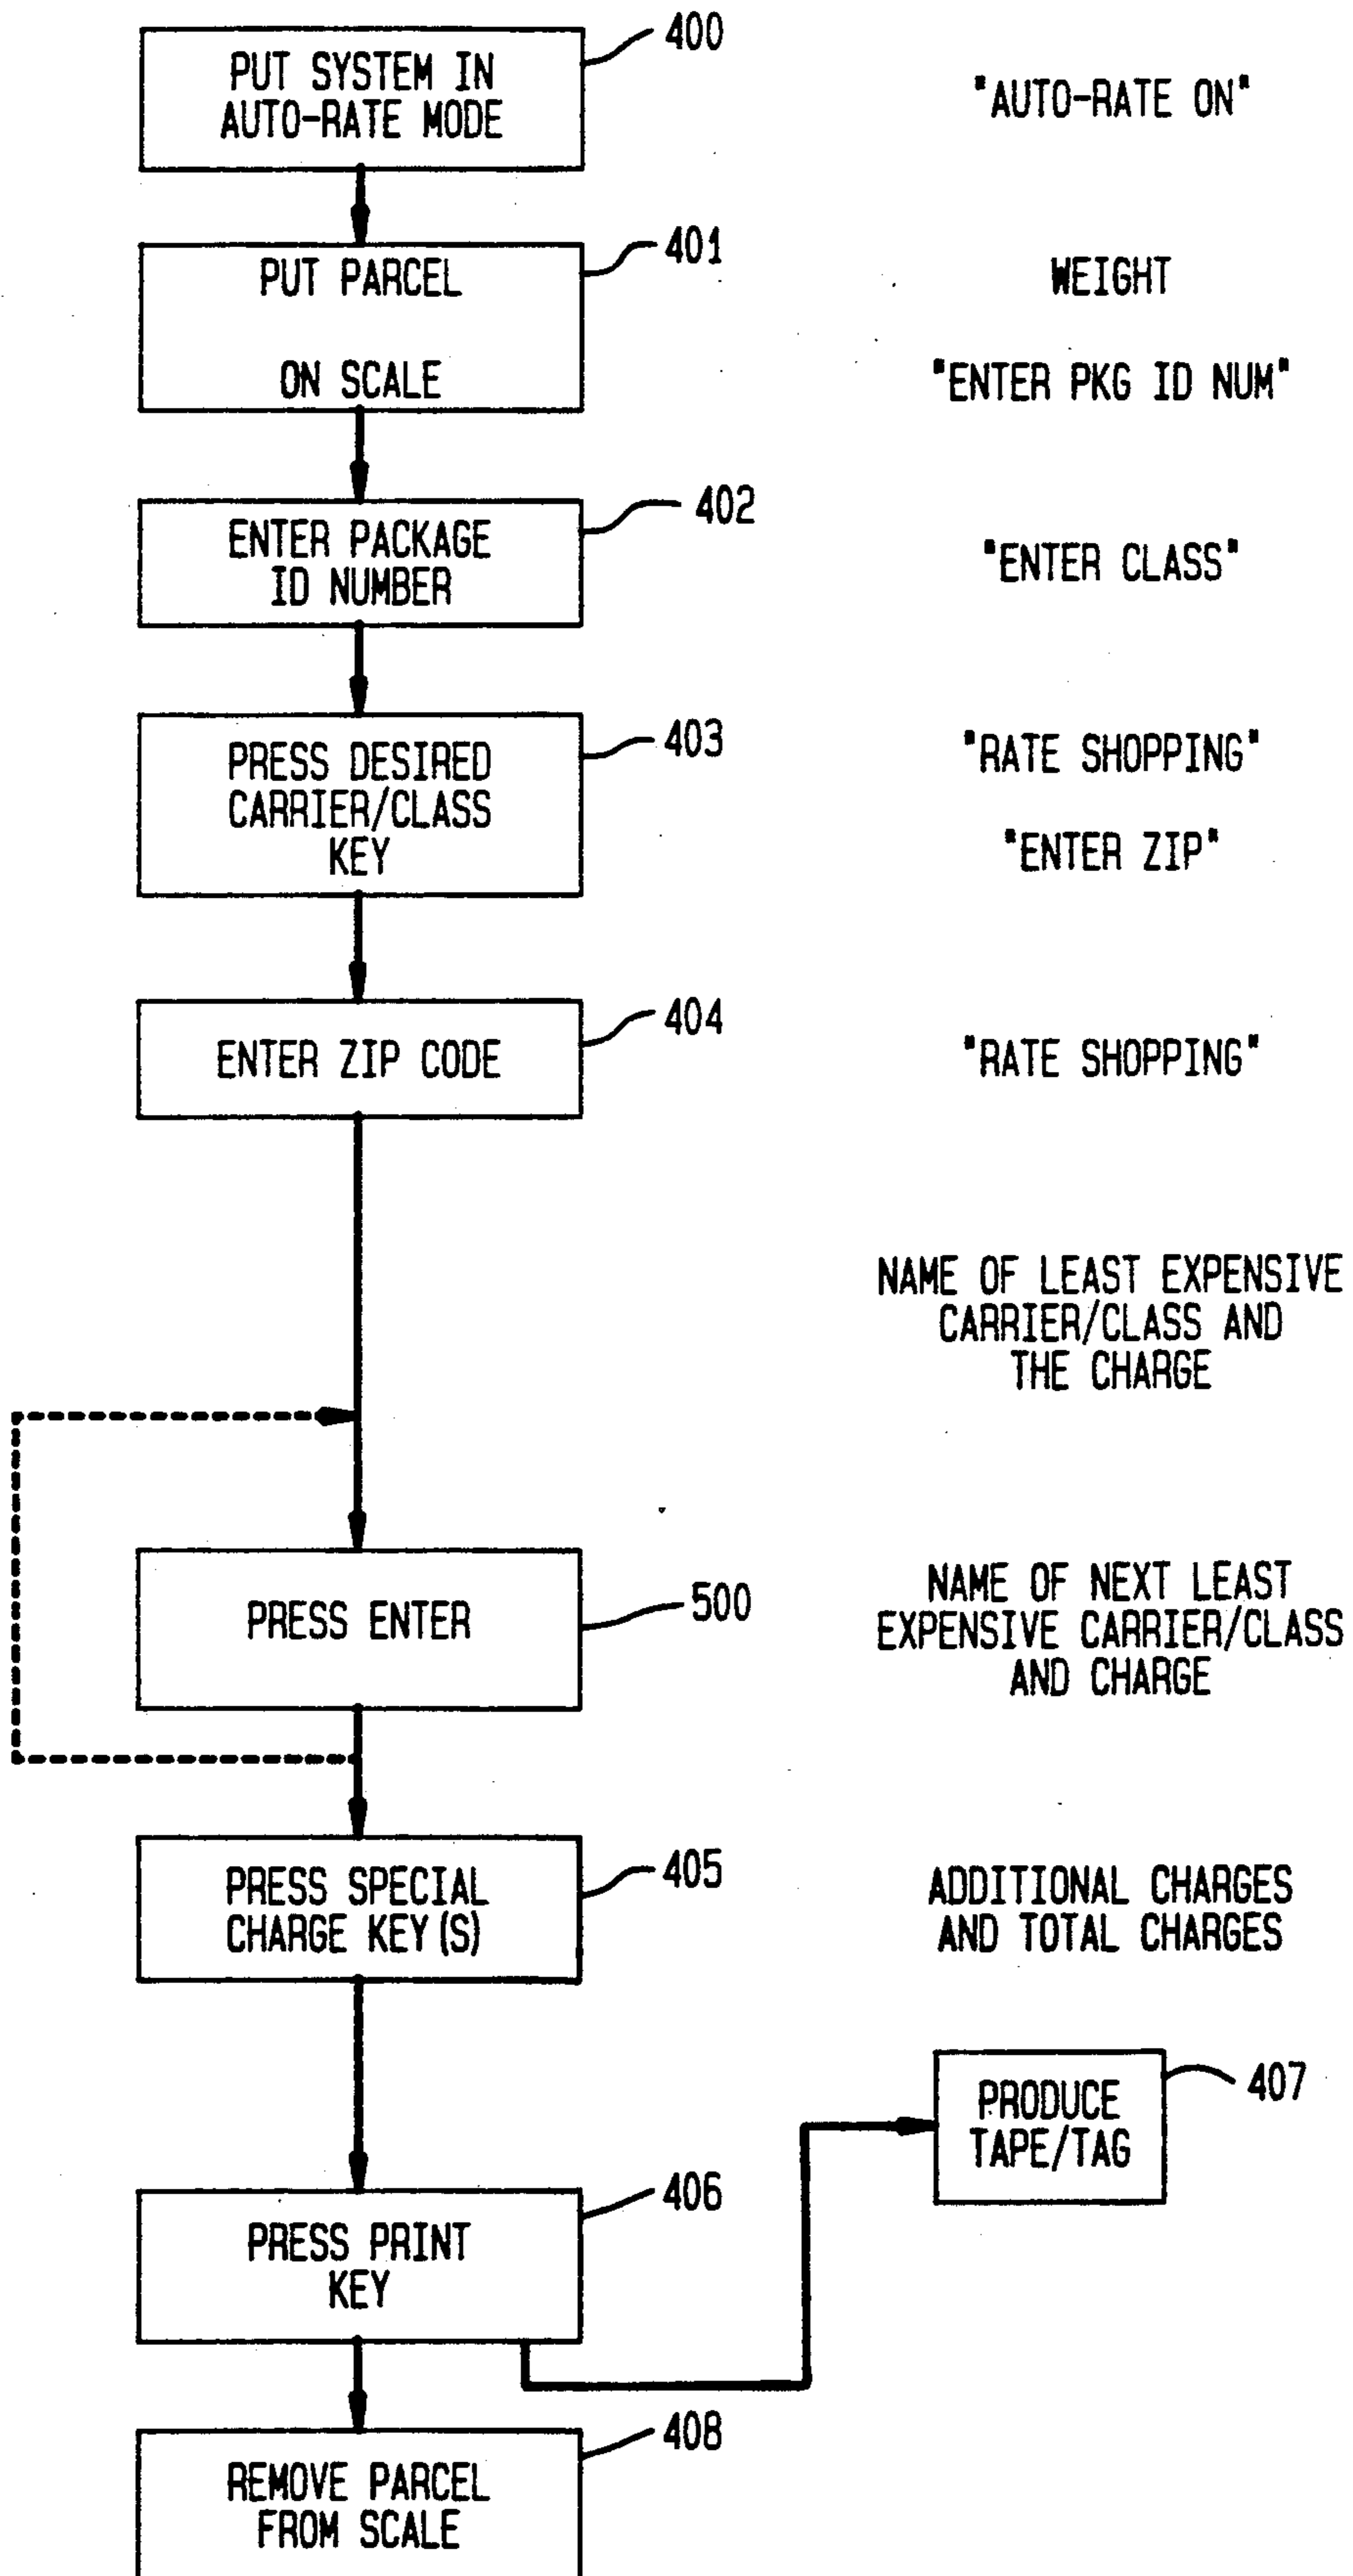 PUT SYSTEM IN
AUTO-RATE MODE
400
"AUTO-RATE ON"
PUT PARCEL
ON SCALE
401
WEIGHT
"ENTER PKG ID NUM"
ENTER PACKAGE
ID NUMBER
402
"ENTER CLASS"
PRESS DESIRED
CARRIER/CLASS
KEY
403
"RATE SHOPPING"
"ENTER ZIP"
ENTER ZIP CODE
404
"RATE SHOPPING"
NAME OF LEAST EXPENSIVE
CARRIER/CLASS AND
THE CHARGE
PRESS ENTER
500
NAME OF NEXT LEAST
EXPENSIVE CARRIER/CLASS
AND CHARGE
PRESS SPECIAL
CHARGE KEY(S)
405
ADDITIONAL CHARGES
AND TOTAL CHARGES
PRODUCE
TAPE/TAG
407
PRESS PRINT
KEY
406
REMOVE PARCEL
FROM SCALE
408